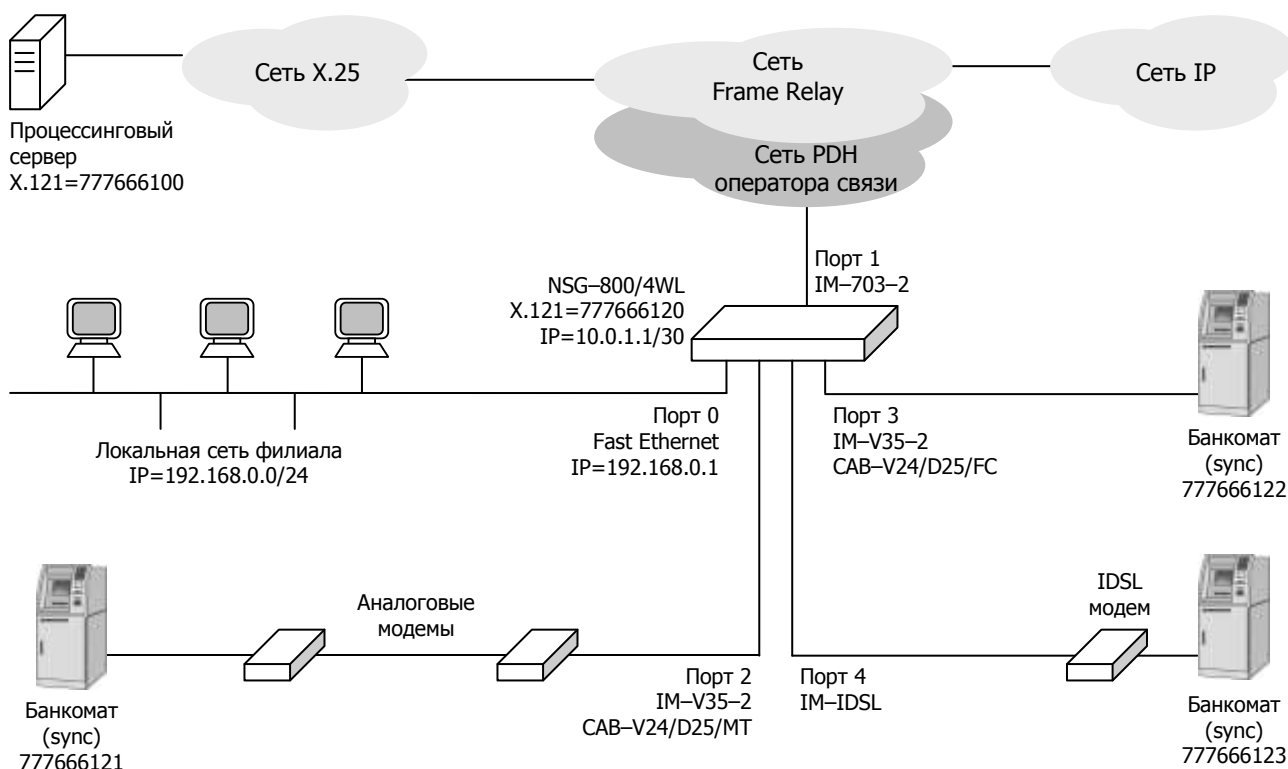 Сеть X.25
Сеть
Frame Relay
Сеть IP
Процессинговый
сервер
X.121=777666100
Сеть PDH
оператора связи
Порт 1
IM–703–2
NSG–800/4WL
X.121=777666120
IP=10.0.1.1/30
Порт 0
Fast Ethernet
IP=192.168.0.1
Порт 3
IM–V35–2
CAB–V24/D25/FC
Локальная сеть филиала
IP=192.168.0.0/24
Банкомат
(sync)
777666122
Аналоговые
модемы
IDSL
модем
Порт 2
IM–V35–2
CAB–V24/D25/MT
Порт 4
IM–IDSL
Банкомат
(sync)
777666121
Банкомат
(sync)
777666123